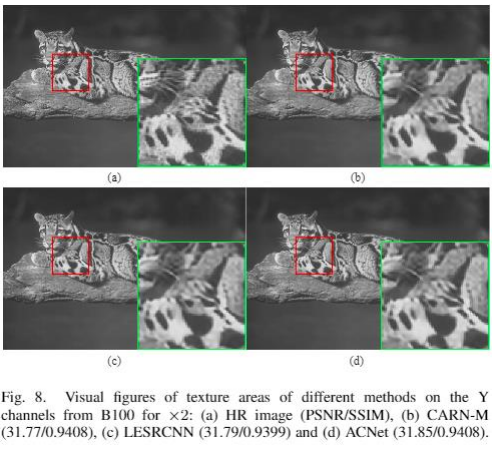 (a)
(b)
(c)
(d)
Fig. 8. Visual figures of texture areas of different methods on the Y
channels from B100 for ×2: (a) HR image (PSNR/SSIM), (b) CARN-M
(31.77/0.9408), (c) LESRCNN (31.79/0.9399) and (d) ACNet (31.85/0.9408).